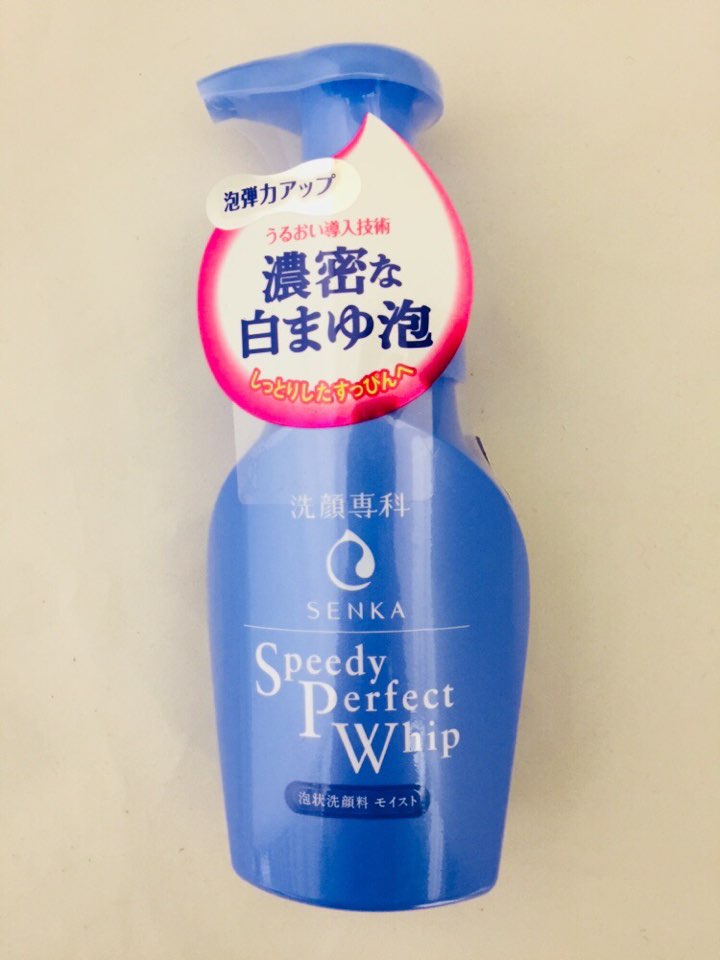 泡弾力アップ
うるおい導入技術
濃密な
白まゆ泡
しっとりしたすっぴんへ
洗顔専科
SENKA
Speedy
Perfect
Whip
泡状洗顔料 モイスト